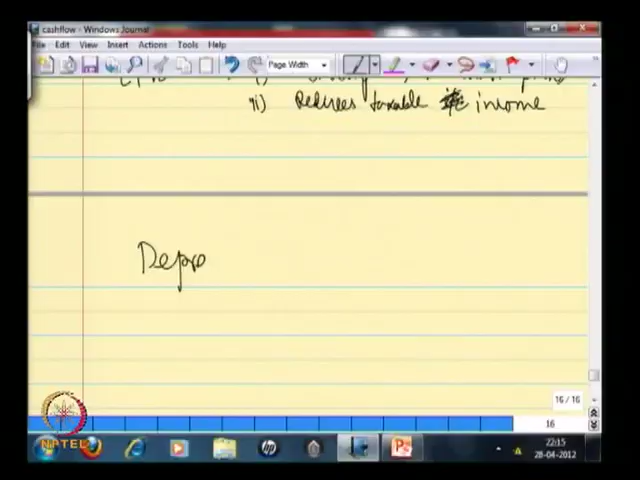 cashflow - Windows Journal
File Edit View Insert Actions Tools Help
Page Width
ii) Reduces taxable income
Depre
16 / 16
16
NPTEL
22:15
28-04-2012